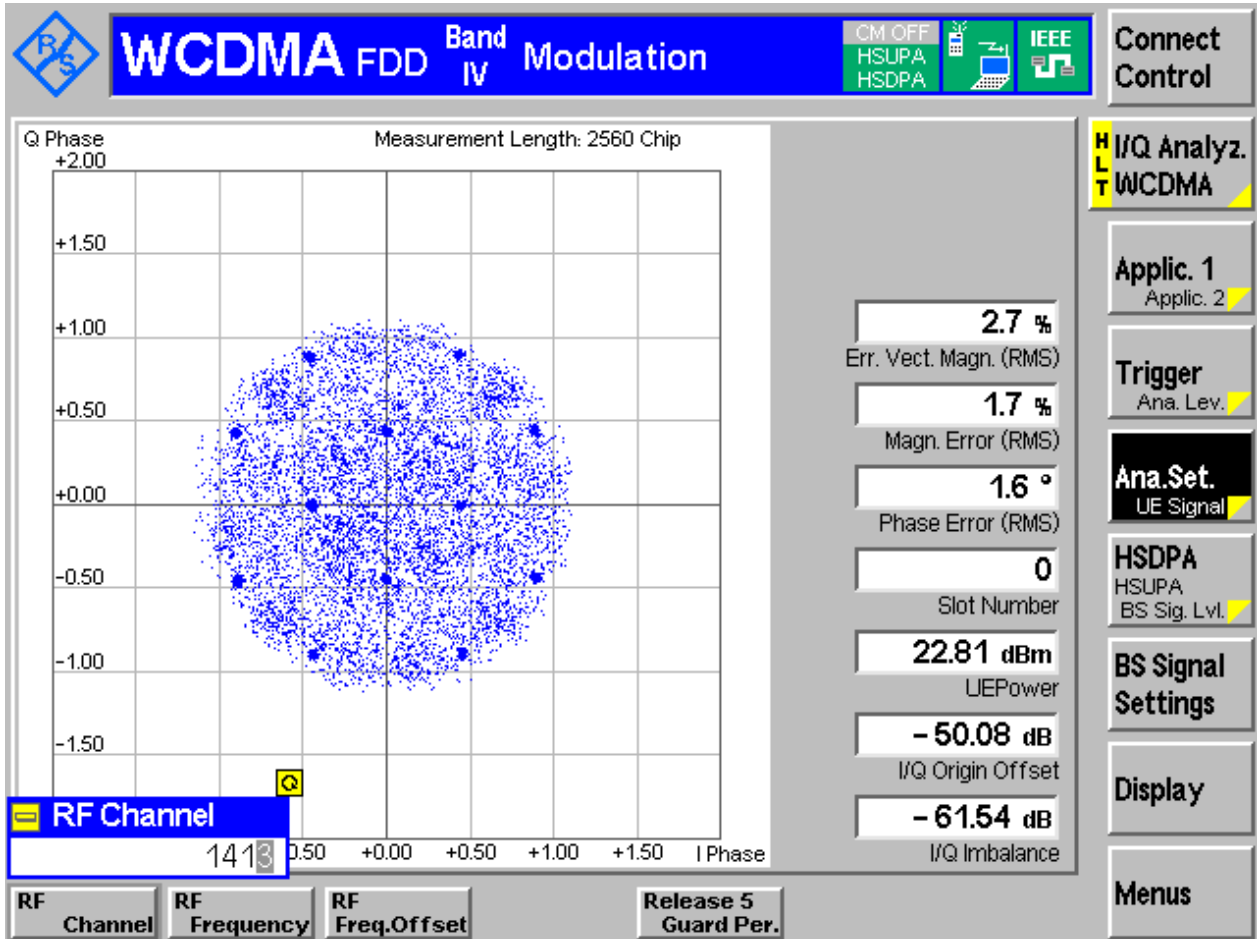 R/S
WCDMA FDD Band IV Modulation
CM OFF
HSUPA
HSDPA
IEEE
Connect Control
Q Phase
Measurement Length: 2560 Chip
+2.00
+1.50
+1.00
+0.50
+0.00
-0.50
-1.00
-1.50
Q
RF Channel
1413
0.50 +0.00 +0.50 +1.00 +1.50 I Phase
2.7 %
Err. Vect. Magn. (RMS)
1.7 %
Magn. Error (RMS)
1.6 °
Phase Error (RMS)
0
Slot Number
22.81 dBm
UEPower
-50.08 dB
I/Q Origin Offset
-61.54 dB
I/Q Imbalance
HLT
I/Q Analyz.
WCDMA
Applic. 1
Applic. 2
Trigger
Ana. Lev.
Ana.Set.
UE Signal
HSDPA
HSUPA
BS Sig. Lvl.
BS Signal
Settings
Display
Menus
RF Channel
RF Frequency
RF Freq.Offset
Release 5 Guard Per.